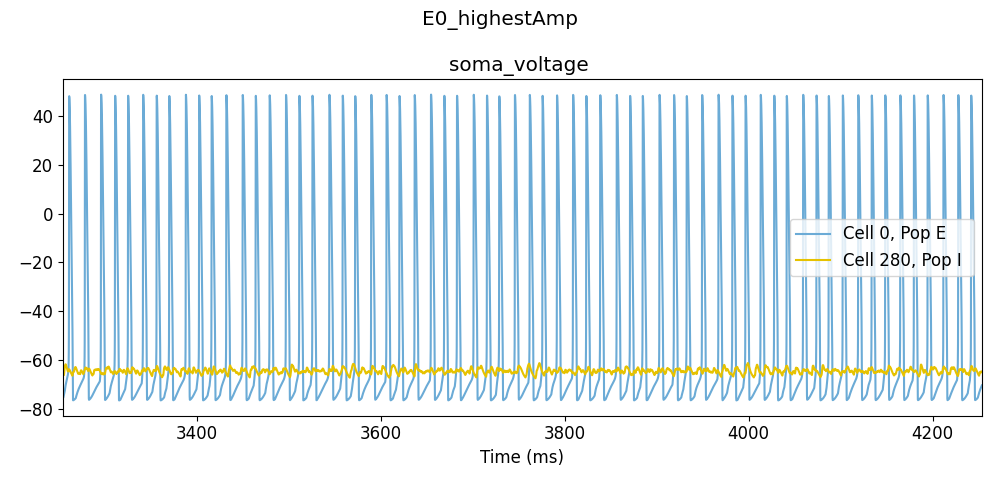 E0_highestAmp
soma_voltage
40
20
0
−20
−40
−60
−80
Cell 0, Pop E
Cell 280, Pop I
3400
3600
3800
4000
4200
Time (ms)